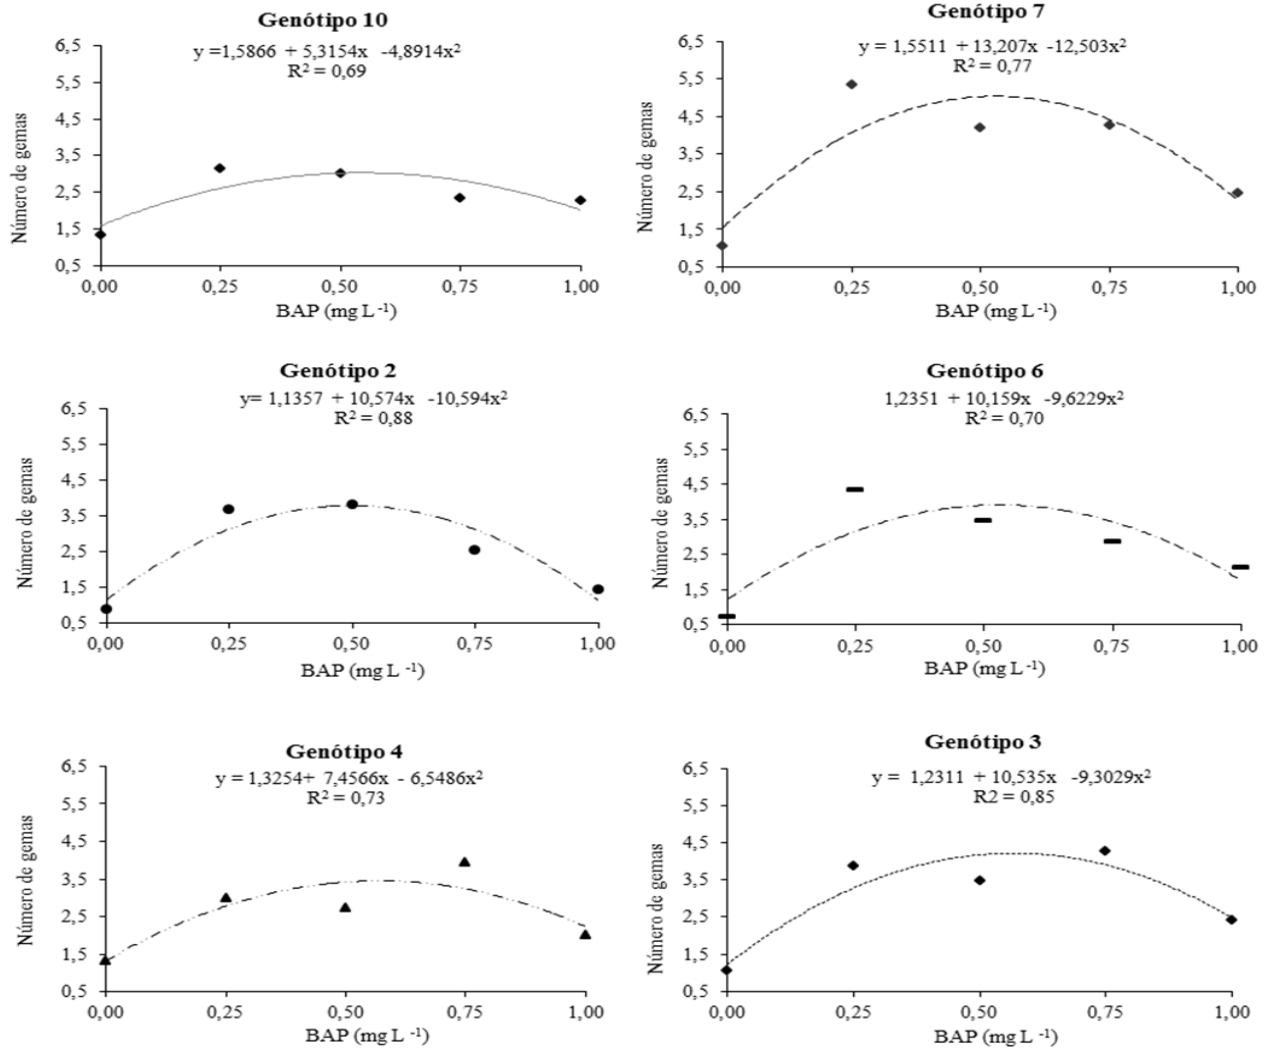 Genótipo 10
y =1,5866 + 5,3154x -4,8914x²
R² = 0,69
Número de gemas
6,5
5,5
4,5
3,5
2,5
1,5
0,5
0,00 0,25 0,50 0,75 1,00
BAP (mg L -1)
Genótipo 7
y = 1,5511 + 13,207x -12,503x²
R² = 0,77
Número de gemas
6,5
5,5
4,5
3,5
2,5
1,5
0,5
0,00 0,25 0,50 0,75 1,00
BAP (mg L -1)
Genótipo 2
y= 1,1357 + 10,574x -10,594x²
R² = 0,88
Número de gemas
6,5
5,5
4,5
3,5
2,5
1,5
0,5
0,00 0,25 0,50 0,75 1,00
BAP (mg L -1)
Genótipo 6
1,2351 + 10,159x -9,6229x²
R² = 0,70
Número de gemas
6,5
5,5
4,5
3,5
2,5
1,5
0,5
0,00 0,25 0,50 0,75 1,00
BAP (mg L -1)
Genótipo 4
y = 1,3254+ 7,4566x - 6,5486x²
R² = 0,73
Número de gemas
6,5
5,5
4,5
3,5
2,5
1,5
0,5
0,00 0,25 0,50 0,75 1,00
BAP (mg L -1)
Genótipo 3
y = 1,2311 + 10,535x -9,3029x²
R2 = 0,85
Número de gemas
6,5
5,5
4,5
3,5
2,5
1,5
0,5
0,00 0,25 0,50 0,75 1,00
BAP (mg L -1)